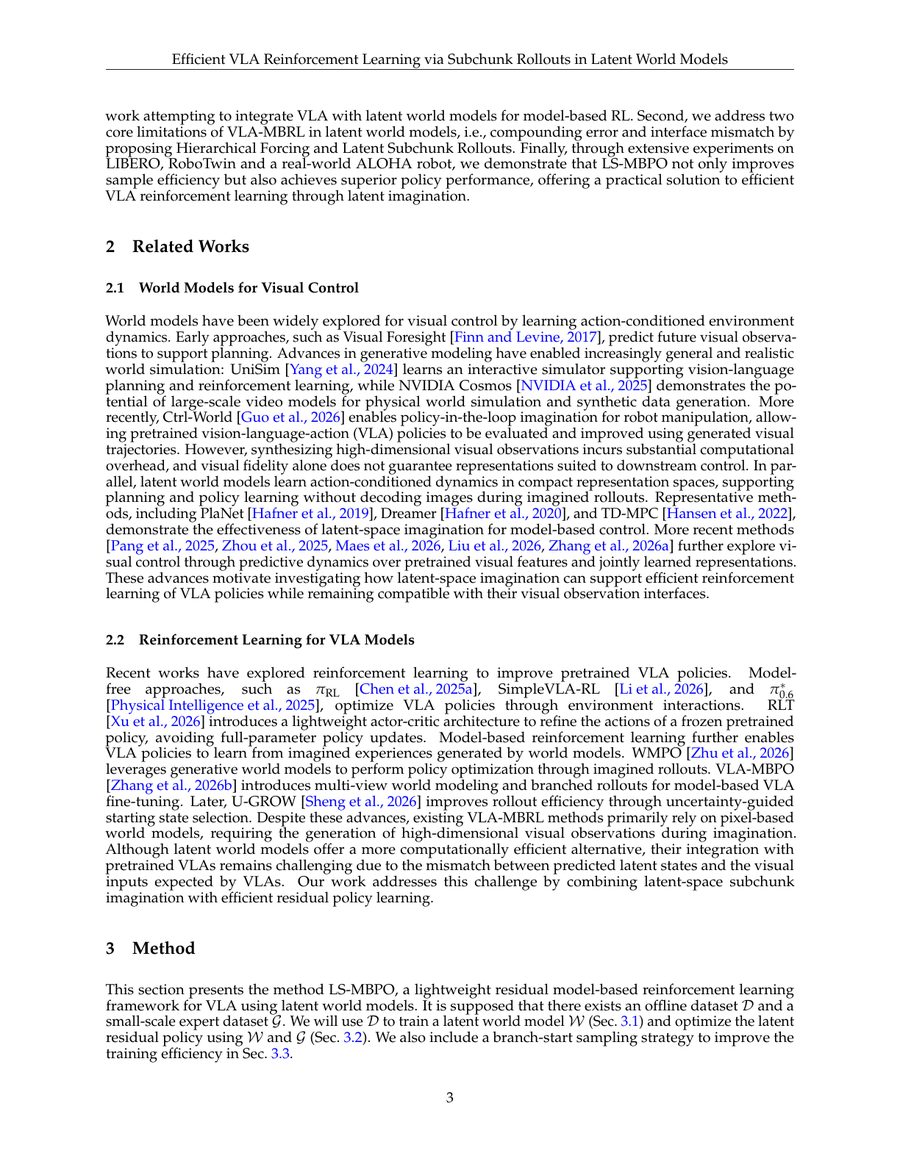 Efficient VLA Reinforcement Learning via Subchunk Rollouts in Latent World Models
work attempting to integrate VLA with latent world models for model-based RL. Second, we address two
core limitations of VLA-MBRL in latent world models, i.e., compounding error and interface mismatch by
proposing Hierarchical Forcing and Latent Subchunk Rollouts. Finally, through extensive experiments on
LIBERO, RoboTwin and a real-world ALOHA robot, we demonstrate that LS-MBPO not only improves
sample efficiency but also achieves superior policy performance, offering a practical solution to efficient
VLA reinforcement learning through latent imagination.
2 Related Works
2.1 World Models for Visual Control
World models have been widely explored for visual control by learning action-conditioned environment
dynamics. Early approaches, such as Visual Foresight [Finn and Levine, 2017], predict future visual observa-
tions to support planning. Advances in generative modeling have enabled increasingly general and realistic
world simulation: UniSim [Yang et al., 2024] learns an interactive simulator supporting vision-language
planning and reinforcement learning, while NVIDIA Cosmos [NVIDIA et al., 2025] demonstrates the po-
tential of large-scale video models for physical world simulation and synthetic data generation. More
recently, Ctrl-World [Guo et al., 2026] enables policy-in-the-loop imagination for robot manipulation, allow-
ing pretrained vision-language-action (VLA) policies to be evaluated and improved using generated visual
trajectories. However, synthesizing high-dimensional visual observations incurs substantial computational
overhead, and visual fidelity alone does not guarantee representations suited to downstream control. In par-
allel, latent world models learn action-conditioned dynamics in compact representation spaces, supporting
planning and policy learning without decoding images during imagined rollouts. Representative meth-
ods, including PlaNet [Hafner et al., 2019], Dreamer [Hafner et al., 2020], and TD-MPC [Hansen et al., 2022],
demonstrate the effectiveness of latent-space imagination for model-based control. More recent methods
[Pang et al., 2025, Zhou et al., 2025, Maes et al., 2026, Liu et al., 2026, Zhang et al., 2026a] further explore vi-
sual control through predictive dynamics over pretrained visual features and jointly learned representations.
These advances motivate investigating how latent-space imagination can support efficient reinforcement
learning of VLA policies while remaining compatible with their visual observation interfaces.
2.2 Reinforcement Learning for VLA Models
Recent works have explored reinforcement learning to improve pretrained VLA policies. Model-
free approaches, such as π_RL [Chen et al., 2025a], SimpleVLA-RL [Li et al., 2026], and π*_0.6
[Physical Intelligence et al., 2025], optimize VLA policies through environment interactions. RLT
[Xu et al., 2026] introduces a lightweight actor-critic architecture to refine the actions of a frozen pretrained
policy, avoiding full-parameter policy updates. Model-based reinforcement learning further enables
VLA policies to learn from imagined experiences generated by world models. WMPO [Zhu et al., 2026]
leverages generative world models to perform policy optimization through imagined rollouts. VLA-MBPO
[Zhang et al., 2026b] introduces multi-view world modeling and branched rollouts for model-based VLA
fine-tuning. Later, U-GROW [Sheng et al., 2026] improves rollout efficiency through uncertainty-guided
starting state selection. Despite these advances, existing VLA-MBRL methods primarily rely on pixel-based
world models, requiring the generation of high-dimensional visual observations during imagination.
Although latent world models offer a more computationally efficient alternative, their integration with
pretrained VLAs remains challenging due to the mismatch between predicted latent states and the visual
inputs expected by VLAs. Our work addresses this challenge by combining latent-space subchunk
imagination with efficient residual policy learning.
3 Method
This section presents the method LS-MBPO, a lightweight residual model-based reinforcement learning
framework for VLA using latent world models. It is supposed that there exists an offline dataset 𝒟 and a
small-scale expert dataset 𝒢. We will use 𝒟 to train a latent world model 𝒲 (Sec. 3.1) and optimize the latent
residual policy using 𝒲 and 𝒢 (Sec. 3.2). We also include a branch-start sampling strategy to improve the
training efficiency in Sec. 3.3.
3